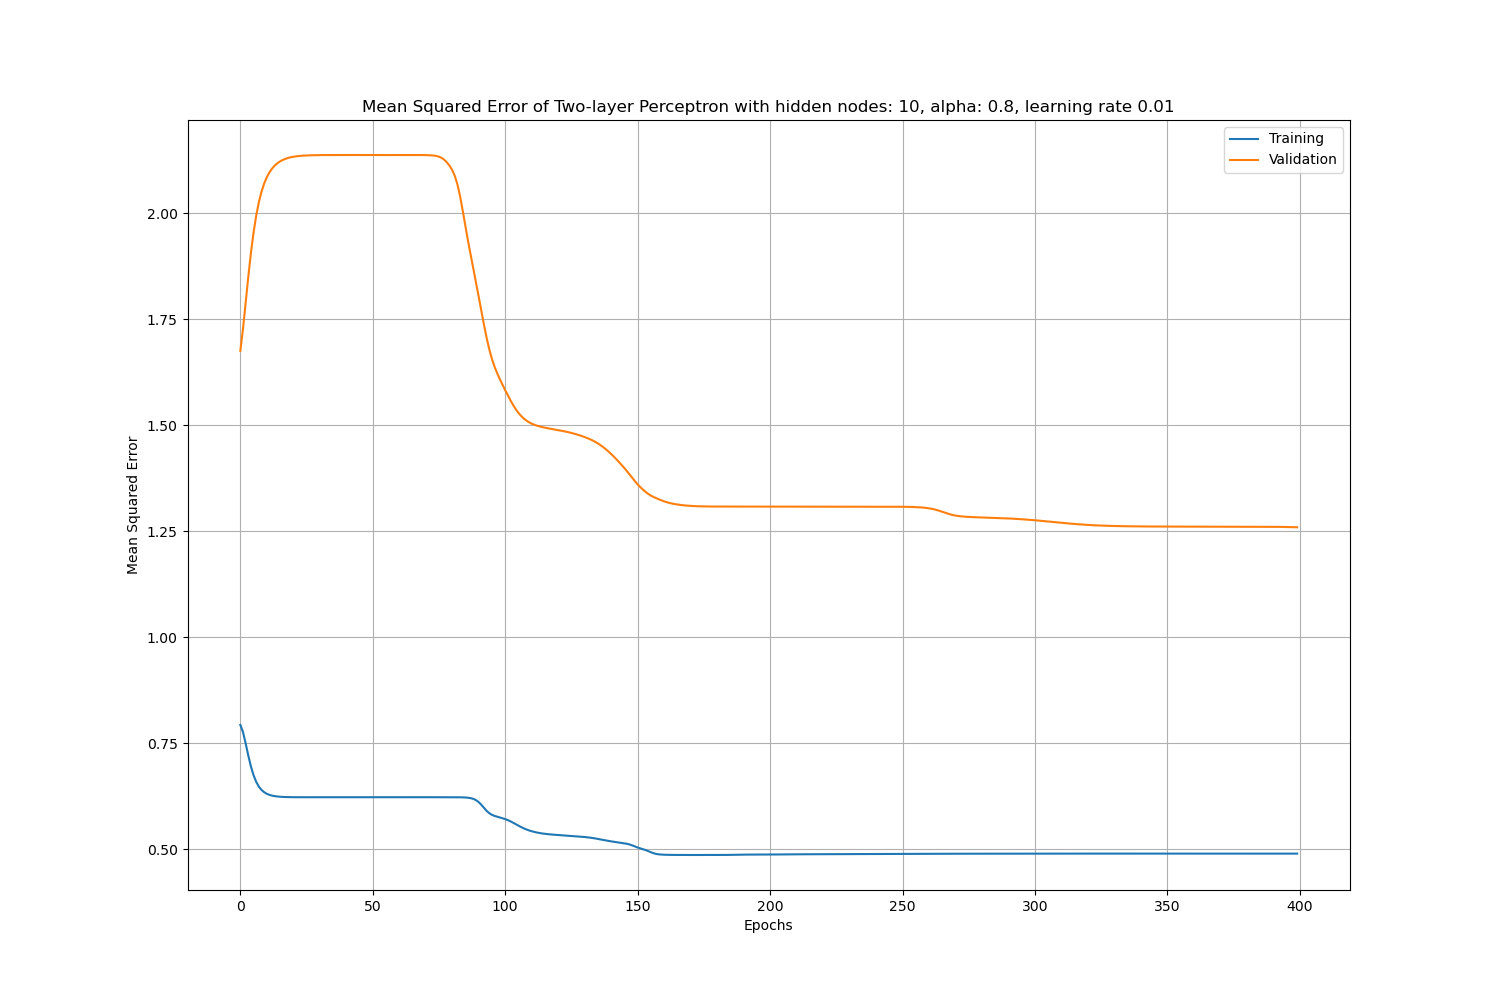 Mean Squared Error of Two-layer Perceptron with hidden nodes: 10, alpha: 0.8, learning rate 0.01
Training
Validation
Mean Squared Error
2.00
1.75
1.50
1.25
1.00
0.75
0.50
0 50 100 150 200 250 300 350 400
Epochs